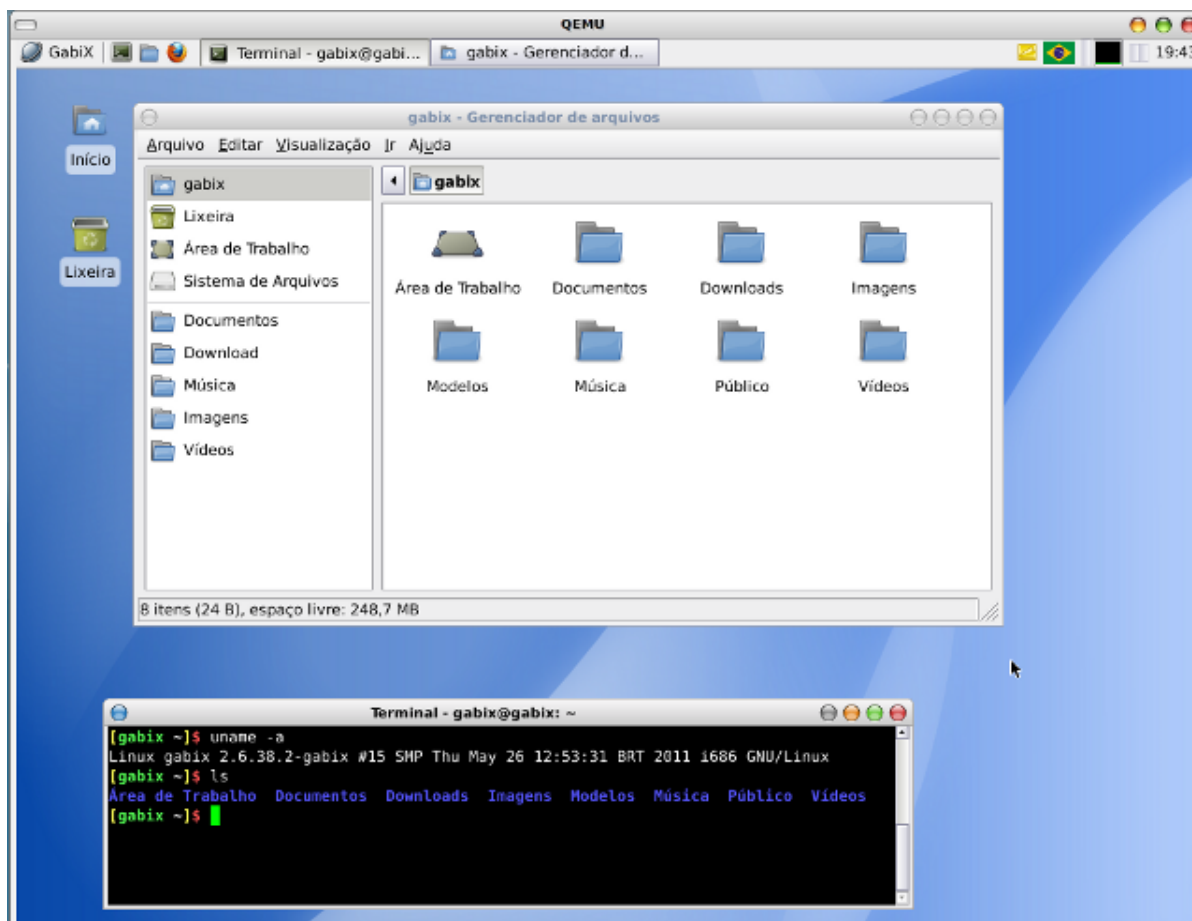 QEMU
GabiX
Terminal - gabix@gabi...
gabix - Gerenciador d...
19:43
Início
Lixeira
gabix - Gerenciador de arquivos
Arquivo Editar Visualização Ir Ajuda
gabix
Lixeira
Área de Trabalho
Sistema de Arquivos
Documentos
Download
Música
Imagens
Vídeos
gabix
Área de Trabalho Documentos Downloads Imagens
Modelos Música Público Vídeos
8 itens (24 B), espaço livre: 248,7 MB
Terminal - gabix@gabix: ~
[gabix ~]$ uname -a
Linux gabix 2.6.38.2-gabix #15 SMP Thu May 26 12:53:31 BRT 2011 i686 GNU/Linux
[gabix ~]$ ls
Área de Trabalho Documentos Downloads Imagens Modelos Música Público Vídeos
[gabix ~]$